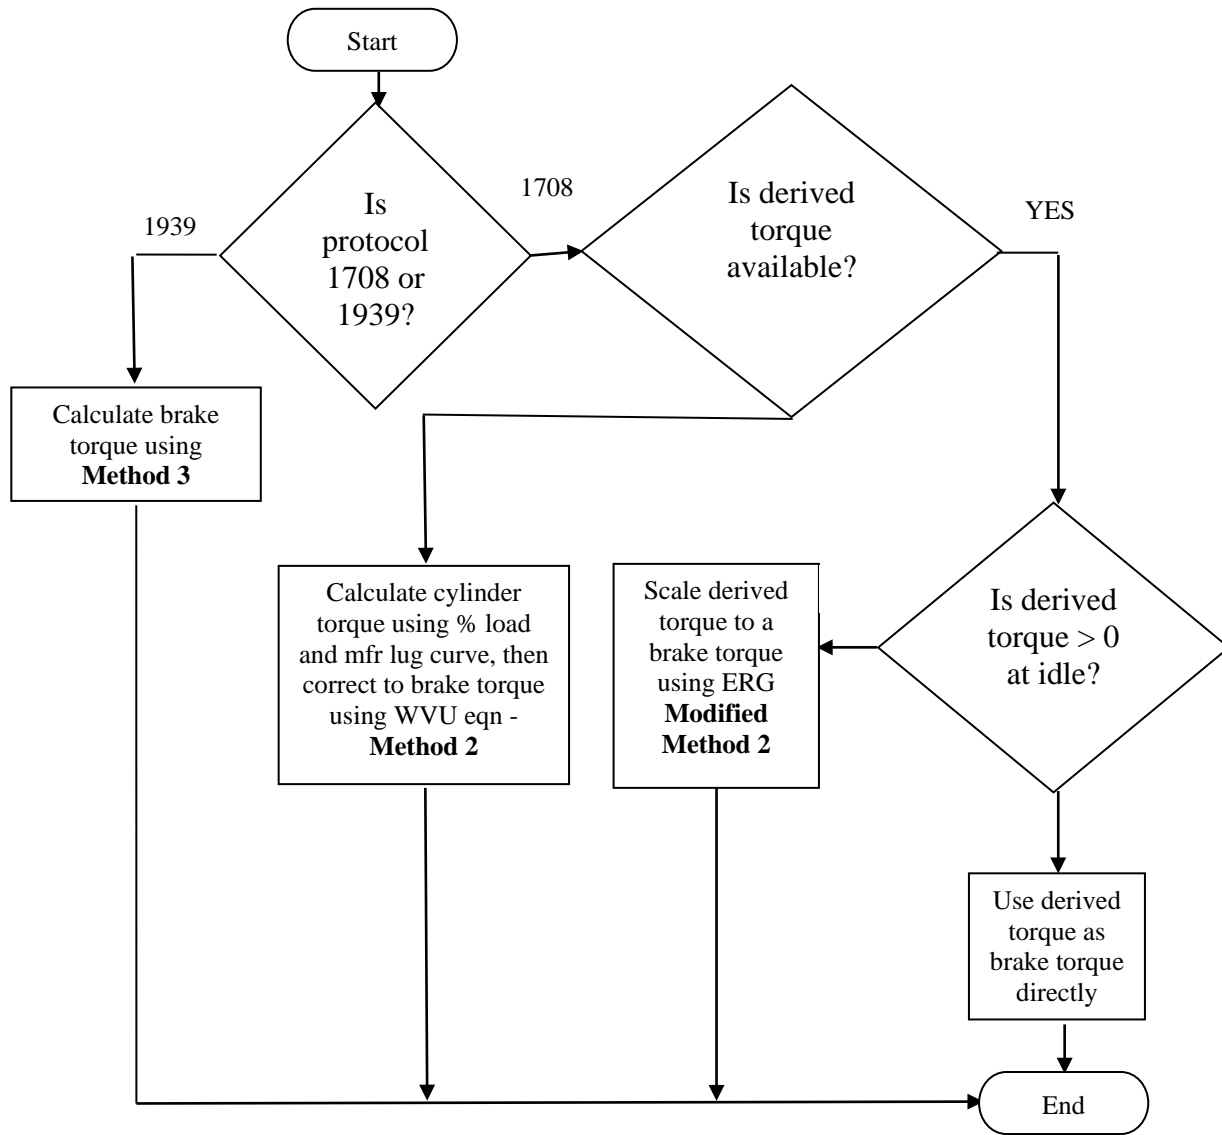 Start
Is
protocol
1708 or
1939?
1939
1708
Is derived
torque
available?
YES
Calculate brake
torque using
Method 3
Calculate cylinder
torque using % load
and mfr lug curve, then
correct to brake torque
using WVU eqn -
Method 2
Scale derived
torque to a
brake torque
using ERG
Modified
Method 2
Is derived
torque > 0
at idle?
Use derived
torque as
brake torque
directly
End